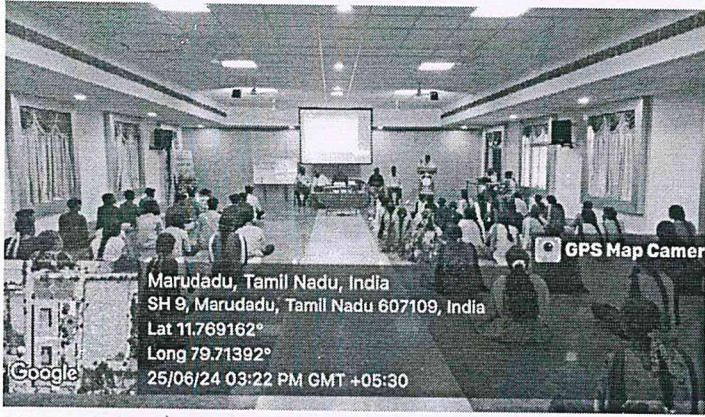 GPS Map Camer
Marudadu, Tamil Nadu, India
SH 9, Marudadu, Tamil Nadu 607109, India
Lat 11.769162°
Long 79.71392°
25/06/24 03:22 PM GMT +05:30
Google